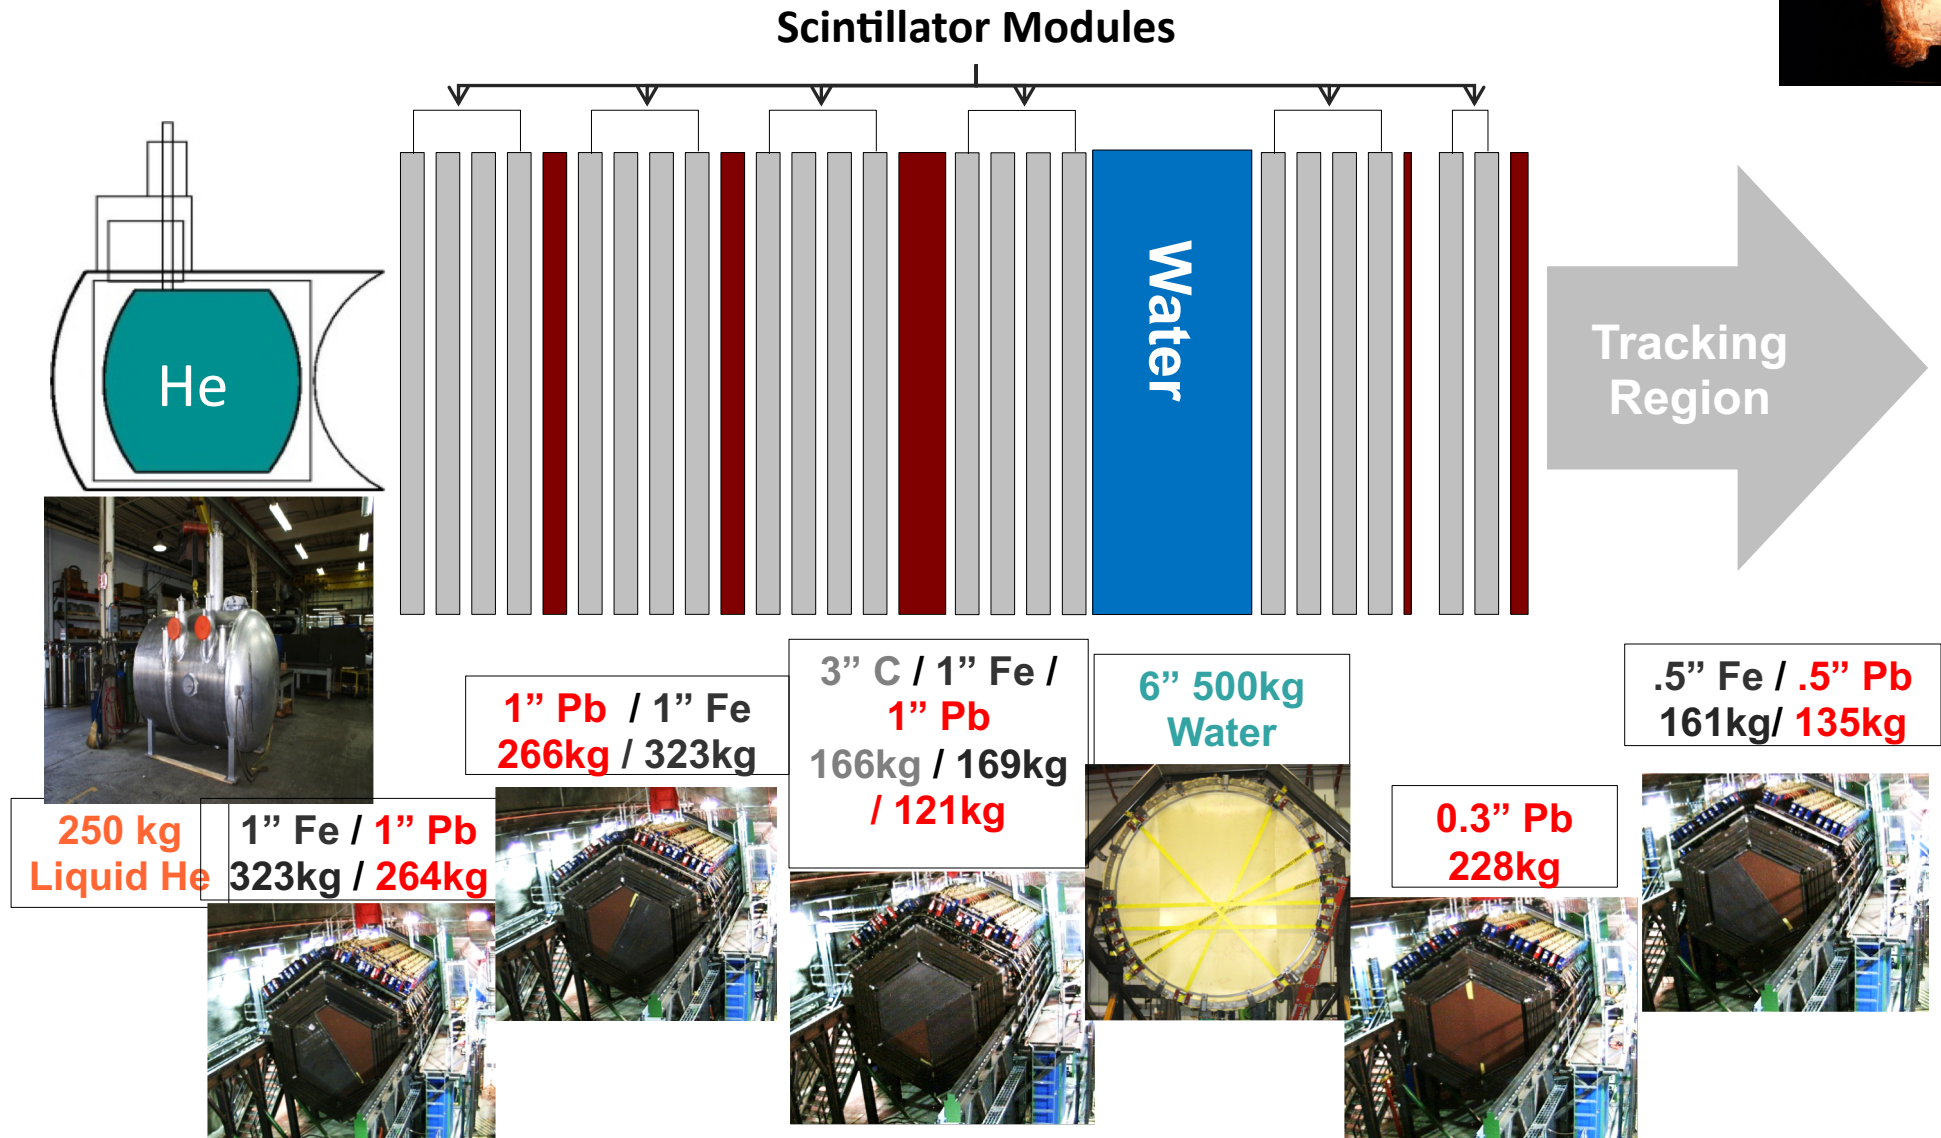 Scintillator Modules
He
Water
Tracking
Region
250 kg
Liquid He
1” Fe / 1” Pb
323kg / 264kg
1” Pb / 1” Fe
266kg / 323kg
3” C / 1” Fe /
1” Pb
166kg / 169kg
/ 121kg
6” 500kg
Water
0.3” Pb
228kg
.5” Fe / .5” Pb
161kg/ 135kg